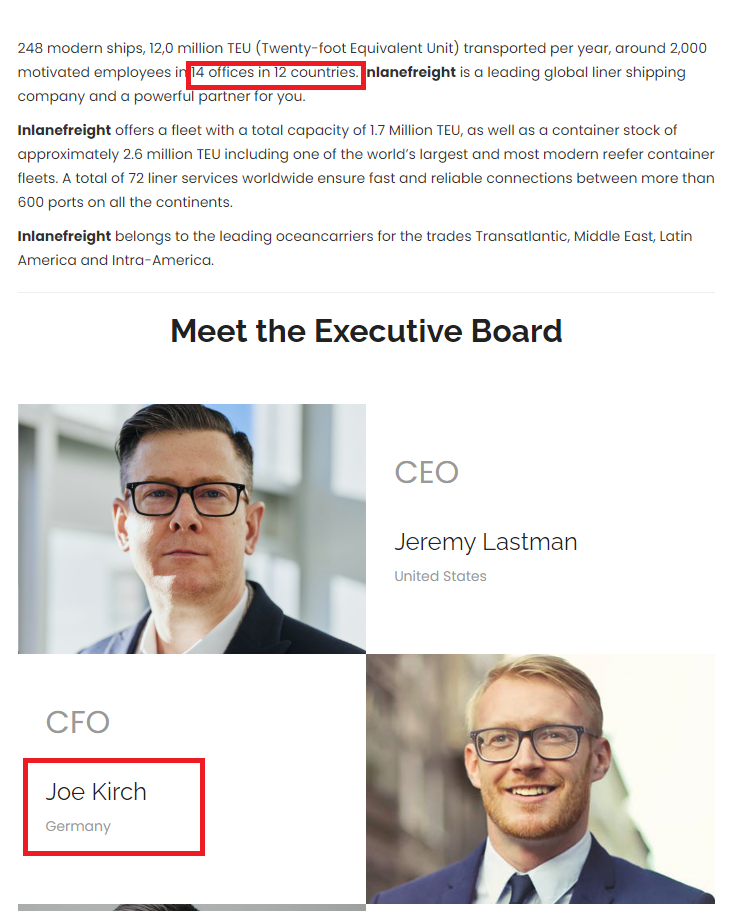 248 modern ships, 12,0 million TEU (Twenty-foot Equivalent Unit) transported per year, around 2,000
motivated employees in 14 offices in 12 countries. Inlanefreight is a leading global liner shipping
company and a powerful partner for you.
Inlanefreight offers a fleet with a total capacity of 1.7 Million TEU, as well as a container stock of
approximately 2.6 million TEU including one of the world’s largest and most modern reefer container
fleets. A total of 72 liner services worldwide ensure fast and reliable connections between more than
600 ports on all the continents.
Inlanefreight belongs to the leading oceancarriers for the trades Transatlantic, Middle East, Latin
America and Intra-America.
Meet the Executive Board
CEO
Jeremy Lastman
United States
CFO
Joe Kirch
Germany